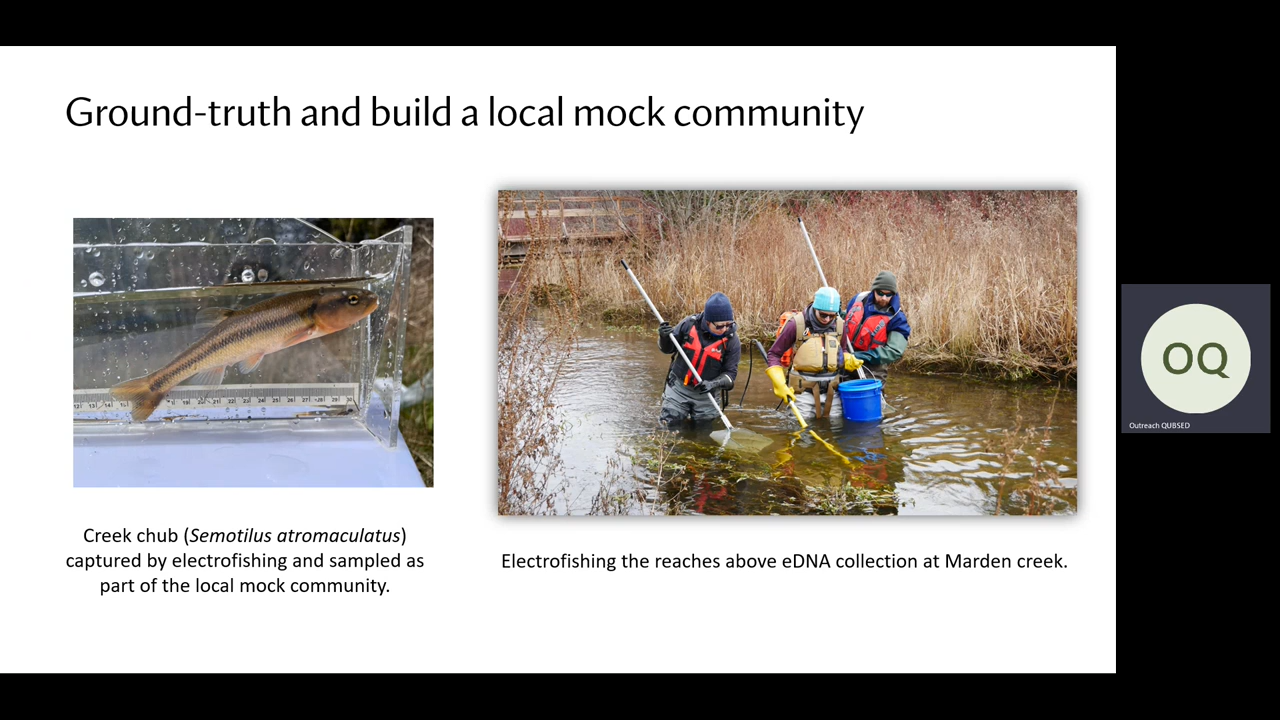 Ground-truth and build a local mock community
Creek chub (Semotilus atromaculatus)
captured by electrofishing and sampled as
part of the local mock community.
Electrofishing the reaches above eDNA collection at Marden creek.
OQ
Outreach QUBSED